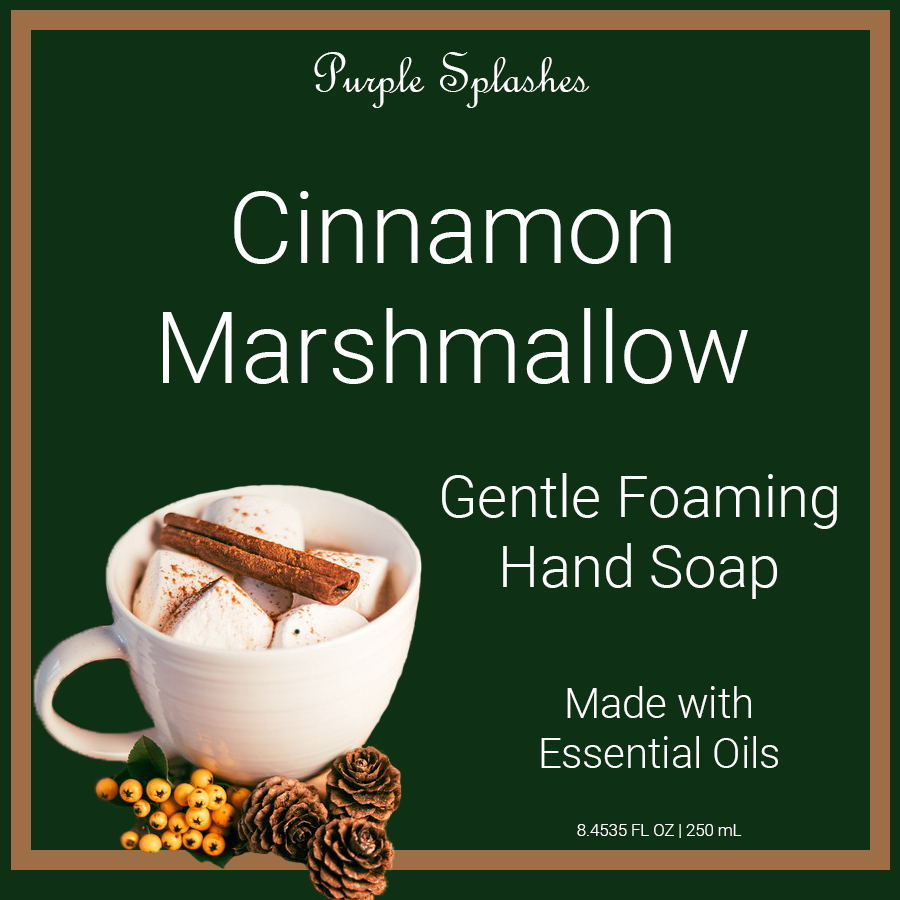 Purple Splashes
Cinnamon
Marshmallow
Gentle Foaming
Hand Soap
Made with
Essential Oils
8.4535 FL OZ | 250 mL